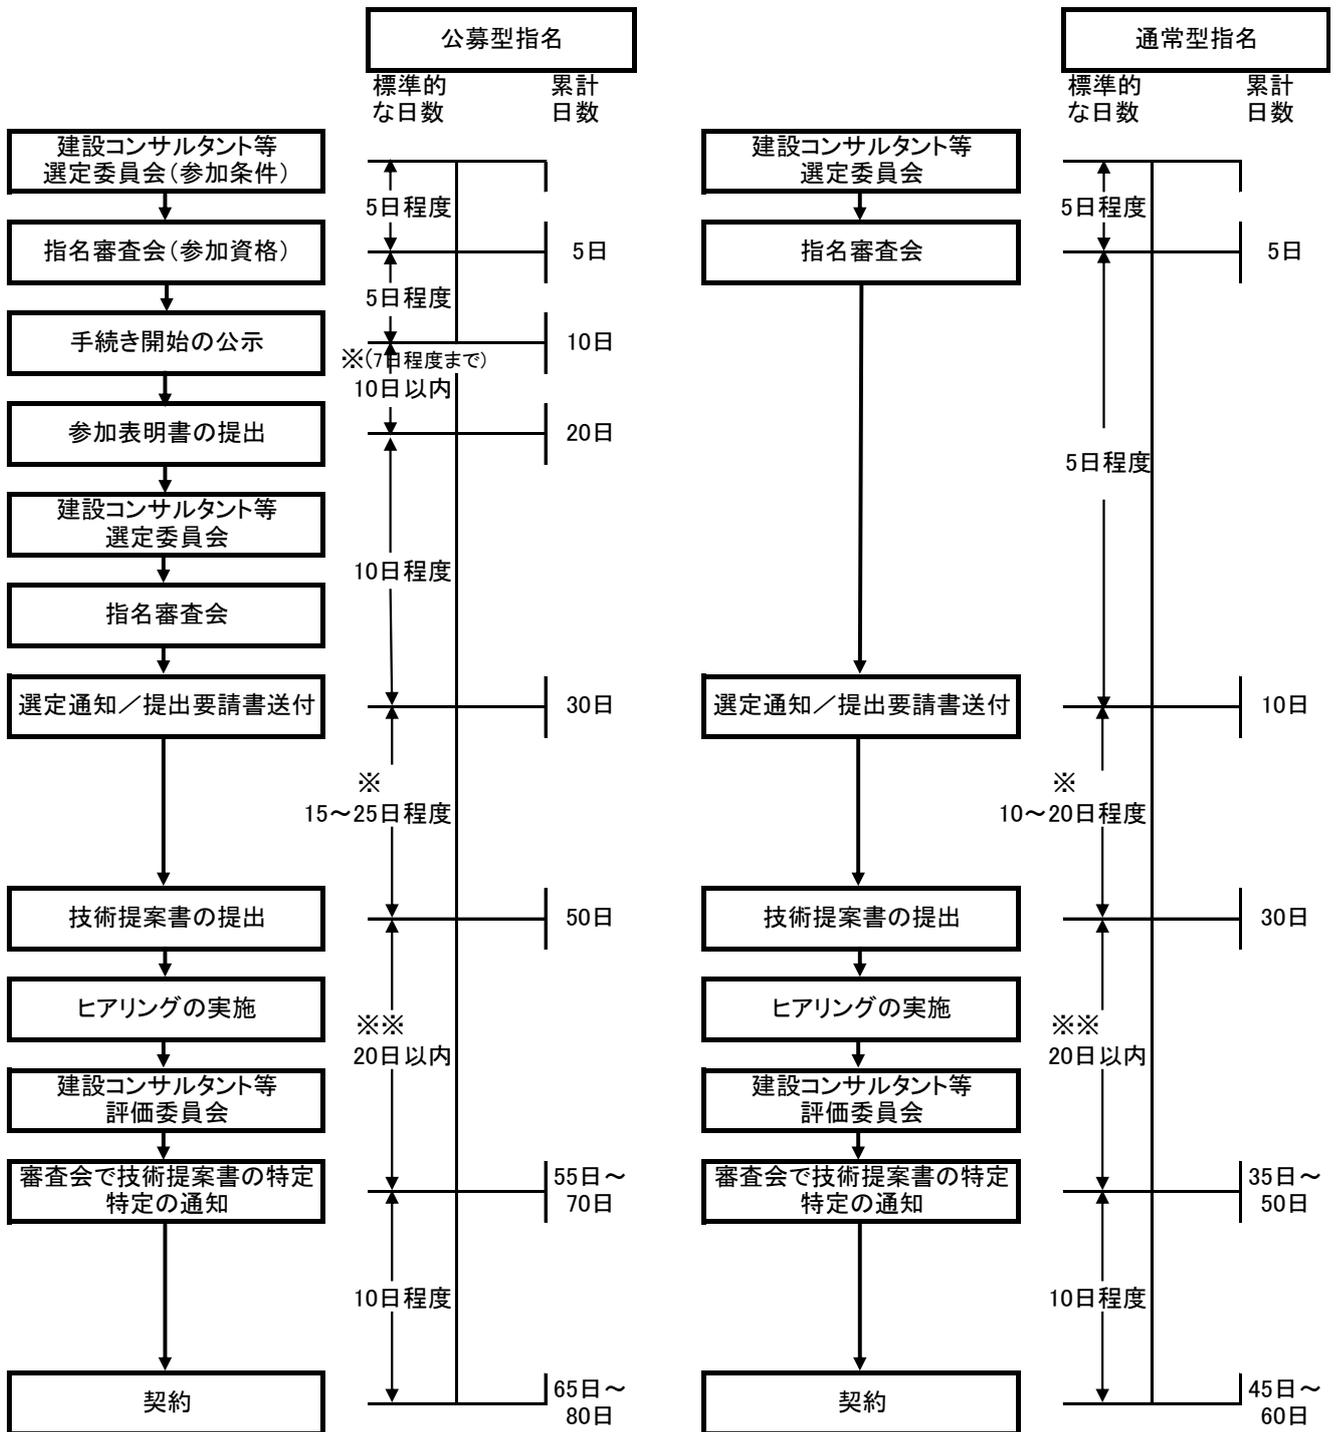 公募型指名
標準的
な日数
累計
日数
建設コンサルタント等
選定委員会(参加条件)
5日程度
指名審査会(参加資格)
5日
5日程度
手続き開始の公示
10日
※(7日程度まで)
10日以内
参加表明書の提出
20日
建設コンサルタント等
選定委員会
10日程度
指名審査会
選定通知／提出要請書送付
30日
※
15～25日程度
技術提案書の提出
50日
ヒアリングの実施
※※
20日以内
建設コンサルタント等
評価委員会
審査会で技術提案書の特定
特定の通知
55日～
70日
10日程度
契約
65日～
80日
通常型指名
標準的
な日数
累計
日数
建設コンサルタント等
選定委員会
5日程度
指名審査会
5日
5日程度
選定通知／提出要請書送付
10日
※
10～20日程度
技術提案書の提出
30日
ヒアリングの実施
※※
20日以内
建設コンサルタント等
評価委員会
審査会で技術提案書の特定
特定の通知
35日～
50日
10日程度
契約
45日～
60日